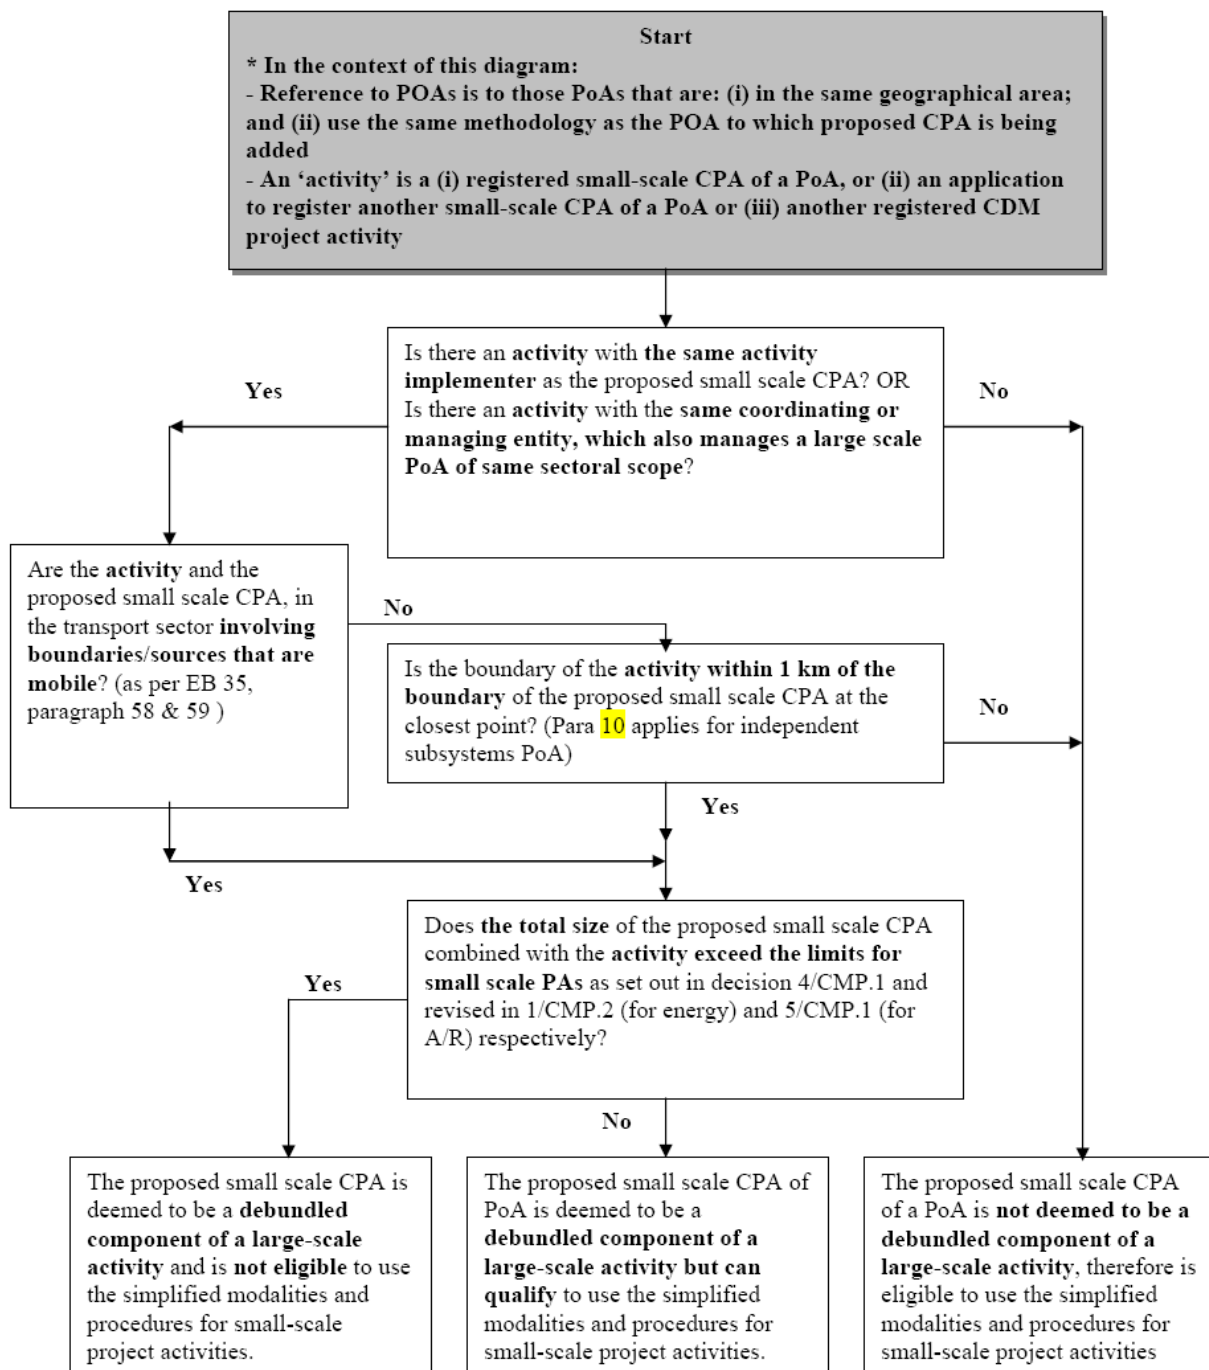 Start
* In the context of this diagram:
- Reference to POAs is to those PoAs that are: (i) in the same geographical area;
and (ii) use the same methodology as the POA to which proposed CPA is being
added
- An ‘activity’ is a (i) registered small-scale CPA of a PoA, or (ii) an application
to register another small-scale CPA of a PoA or (iii) another registered CDM
project activity
Is there an activity with the same activity
implementer as the proposed small scale CPA? OR
Is there an activity with the same coordinating or
managing entity, which also manages a large scale
PoA of same sectoral scope?
Yes
No
Are the activity and the
proposed small scale CPA, in
the transport sector involving
boundaries/sources that are
mobile? (as per EB 35,
paragraph 58 & 59 )
No
Is the boundary of the activity within 1 km of the
boundary of the proposed small scale CPA at the
closest point? (Para 10 applies for independent
subsystems PoA)
No
Yes
Yes
Does the total size of the proposed small scale CPA
combined with the activity exceed the limits for
small scale PAs as set out in decision 4/CMP.1 and
revised in 1/CMP.2 (for energy) and 5/CMP.1 (for
A/R) respectively?
Yes
No
The proposed small scale CPA is
deemed to be a debundled
component of a large-scale
activity and is not eligible to use
the simplified modalities and
procedures for small-scale
project activities.
The proposed small scale CPA of
PoA is deemed to be a
debundled component of a
large-scale activity but can
qualify to use the simplified
modalities and procedures for
small-scale project activities.
The proposed small scale CPA
of a PoA is not deemed to be a
debundled component of a
large-scale activity, therefore is
eligible to use the simplified
modalities and procedures for
small-scale project activities